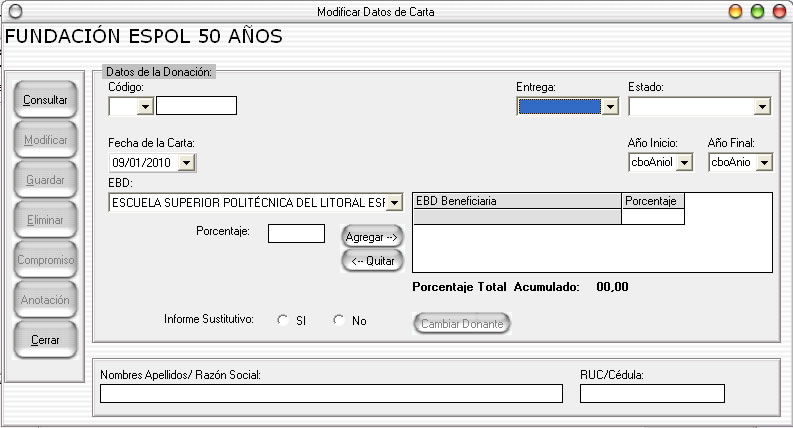 Modificar Datos de Carta
FUNDACIÓN ESPOL 50 AÑOS
Consultar
Modificar
Guardar
Eliminar
Compromiso
Anotación
Cerrar
Datos de la Donación:
Código:
Entrega:
Estado:
Fecha de la Carta:
Año Inicio:
Año Final:
09/01/2010
cboAnioI
cboAnio
EBD:
ESCUELA SUPERIOR POLITÉCNICA DEL LITORAL ESP
EBD Beneficiaria
Porcentaje
Porcentaje:
Agregar -->
<-- Quitar
Porcentaje Total Acumulado: 00,00
Informe Sustitutivo:
SI
No
Cambiar Donante
Nombres Apellidos/ Razón Social:
RUC/Cédula: